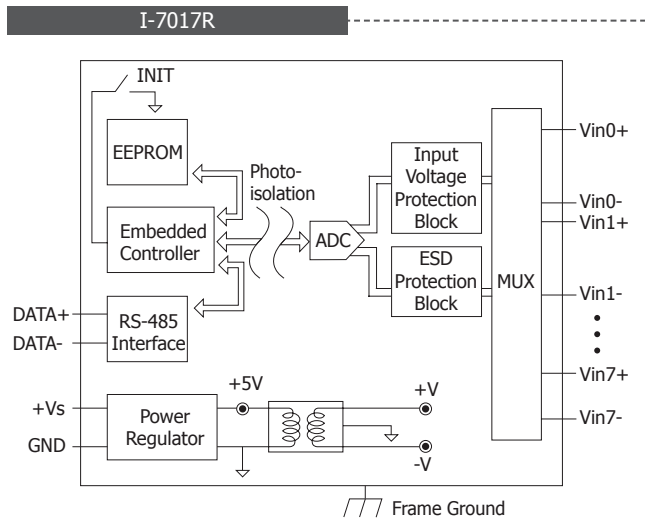 I-7017R
INIT
EEPROM
Photo-
isolation
Embedded
Controller
ADC
Input
Voltage
Protection
Block
ESD
Protection
Block
MUX
Vin0+
Vin0-
Vin1+
Vin1-
Vin7+
Vin7-
DATA+
DATA-
RS-485
Interface
+Vs
GND
Power
Regulator
+5V
+V
-V
Frame Ground